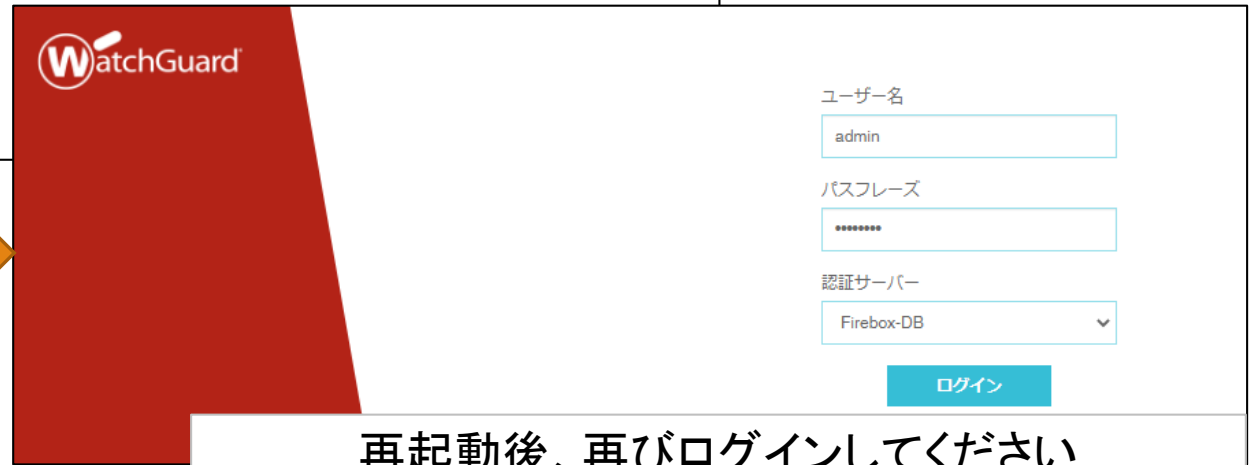 WatchGuard
ユーザー名
admin
パスフレーズ
••••••••
認証サーバー
Firebox-DB
ログイン
再起動後、再びログインしてください